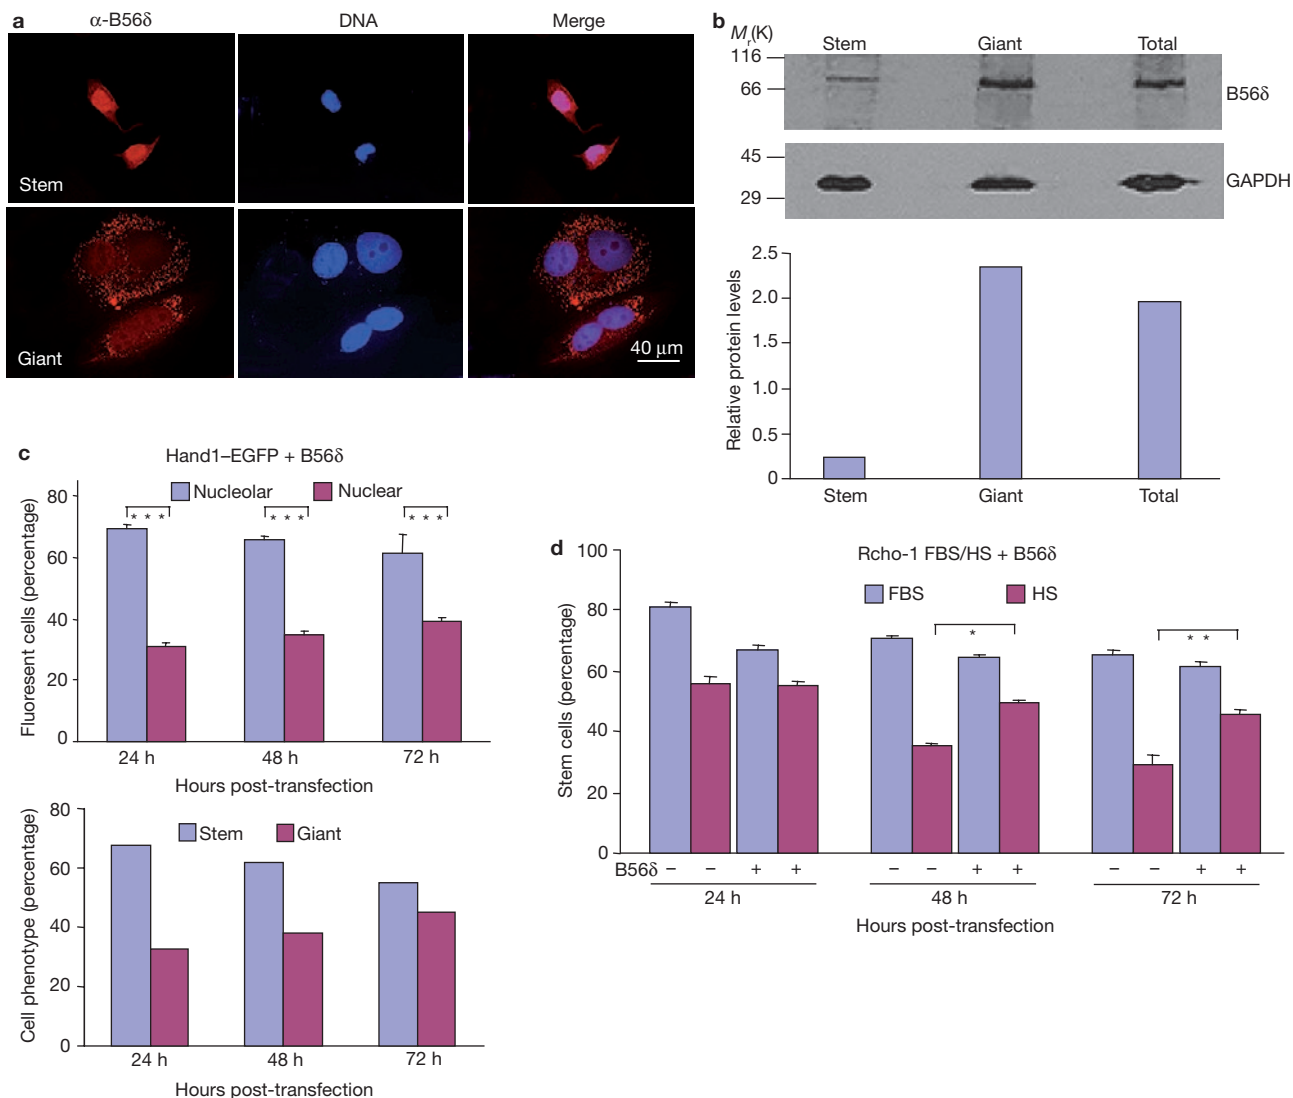 a
α-B56δ
DNA
Merge
Stem
Giant
40 μm
b
Mr(K)
Stem
Giant
Total
116
66
B56δ
45
29
GAPDH
Relative protein levels
2.5
2.0
1.5
1.0
0.5
0
Stem
Giant
Total
c
Hand1–EGFP + B56δ
Nucleolar
Nuclear
Fluoresent cells (percentage)
80
60
40
20
0
* * *
* * *
* * *
24 h
48 h
72 h
Hours post-transfection
Cell phenotype (percentage)
80
60
40
20
0
Stem
Giant
24 h
48 h
72 h
Hours post-transfection
d
Rcho-1 FBS/HS + B56δ
FBS
HS
Stem cells (percentage)
100
80
60
40
20
0
*
* *
B56δ – – + + – – + + – – + +
24 h
48 h
72 h
Hours post-transfection